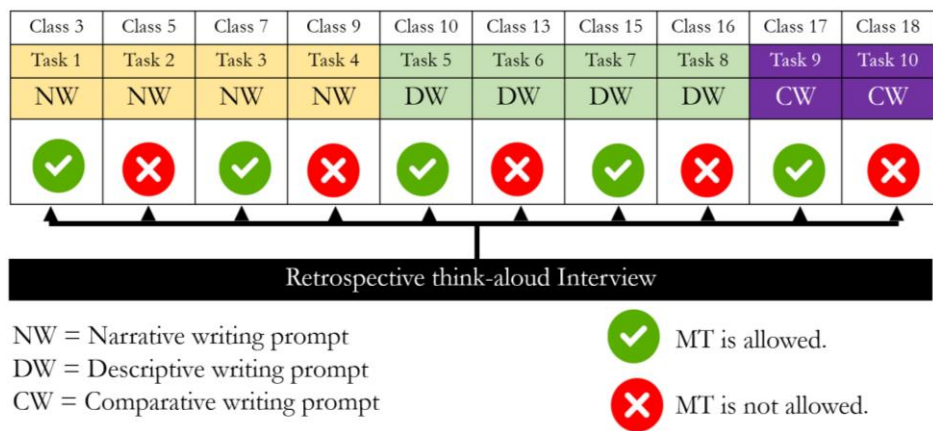 Class 3 Class 5 Class 7 Class 9 Class 10 Class 13 Class 15 Class 16 Class 17 Class 18
Task 1 Task 2 Task 3 Task 4 Task 5 Task 6 Task 7 Task 8 Task 9 Task 10
NW NW NW NW DW DW DW DW CW CW
Retrospective think-aloud Interview
NW = Narrative writing prompt
DW = Descriptive writing prompt
CW = Comparative writing prompt
MT is allowed.
MT is not allowed.